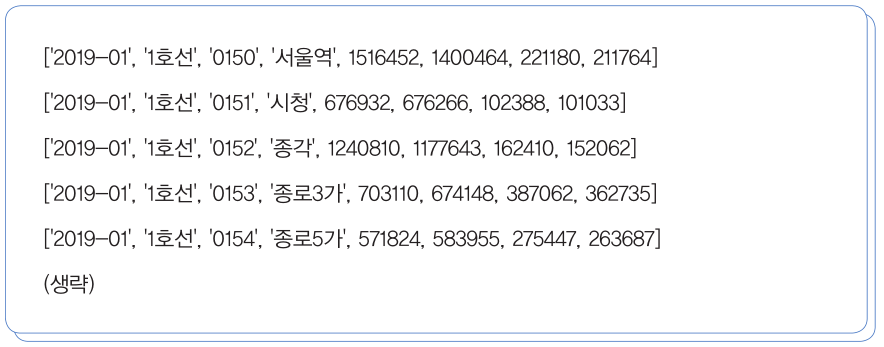 ['2019-01', '1호선', '0150', '서울역', 1516452, 1400464, 221180, 211764]
['2019-01', '1호선', '0151', '시청', 676932, 676266, 102388, 101033]
['2019-01', '1호선', '0152', '종각', 1240810, 1177643, 162410, 152062]
['2019-01', '1호선', '0153', '종로3가', 703110, 674148, 387062, 362735]
['2019-01', '1호선', '0154', '종로5가', 571824, 583955, 275447, 263687]
(생략)